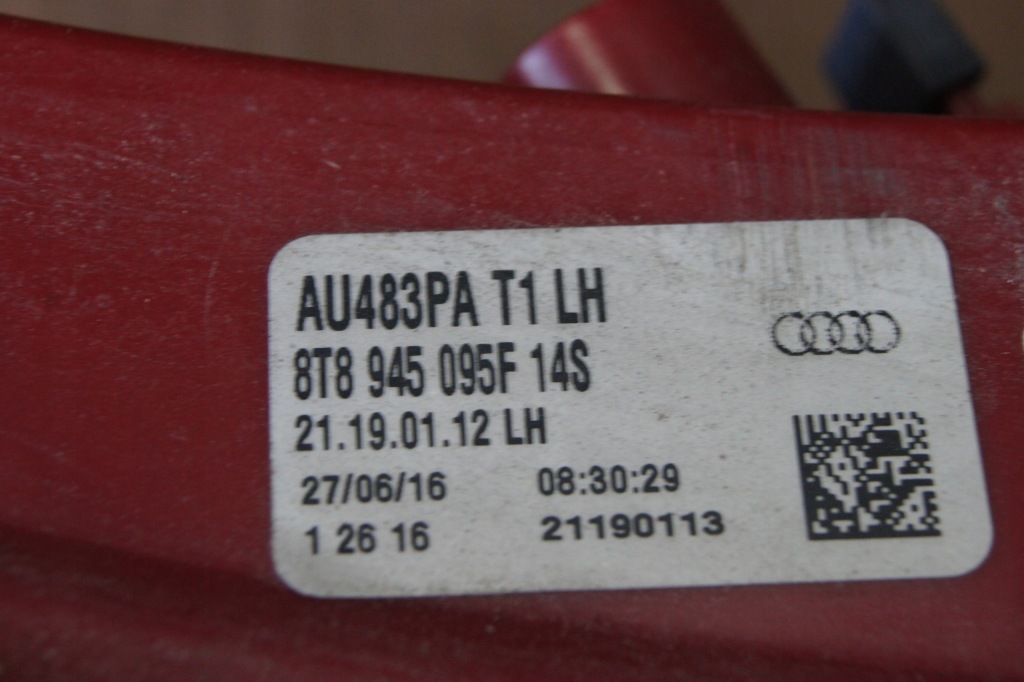 AU483PA T1 LH
8T8 945 095F 14S
21.19.01.12 LH
27/06/16 08:30:29
1 26 16 21190113